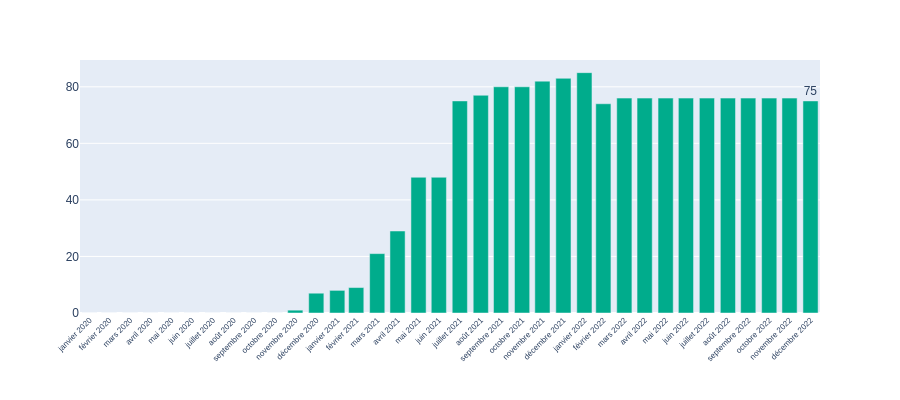 80
60
40
20
0
75
janvier 2020
février 2020
mars 2020
avril 2020
mai 2020
juin 2020
juillet 2020
août 2020
septembre 2020
octobre 2020
novembre 2020
décembre 2020
janvier 2021
février 2021
mars 2021
avril 2021
mai 2021
juin 2021
juillet 2021
août 2021
septembre 2021
octobre 2021
novembre 2021
décembre 2021
janvier 2022
février 2022
mars 2022
avril 2022
mai 2022
juin 2022
juillet 2022
août 2022
septembre 2022
octobre 2022
novembre 2022
décembre 2022